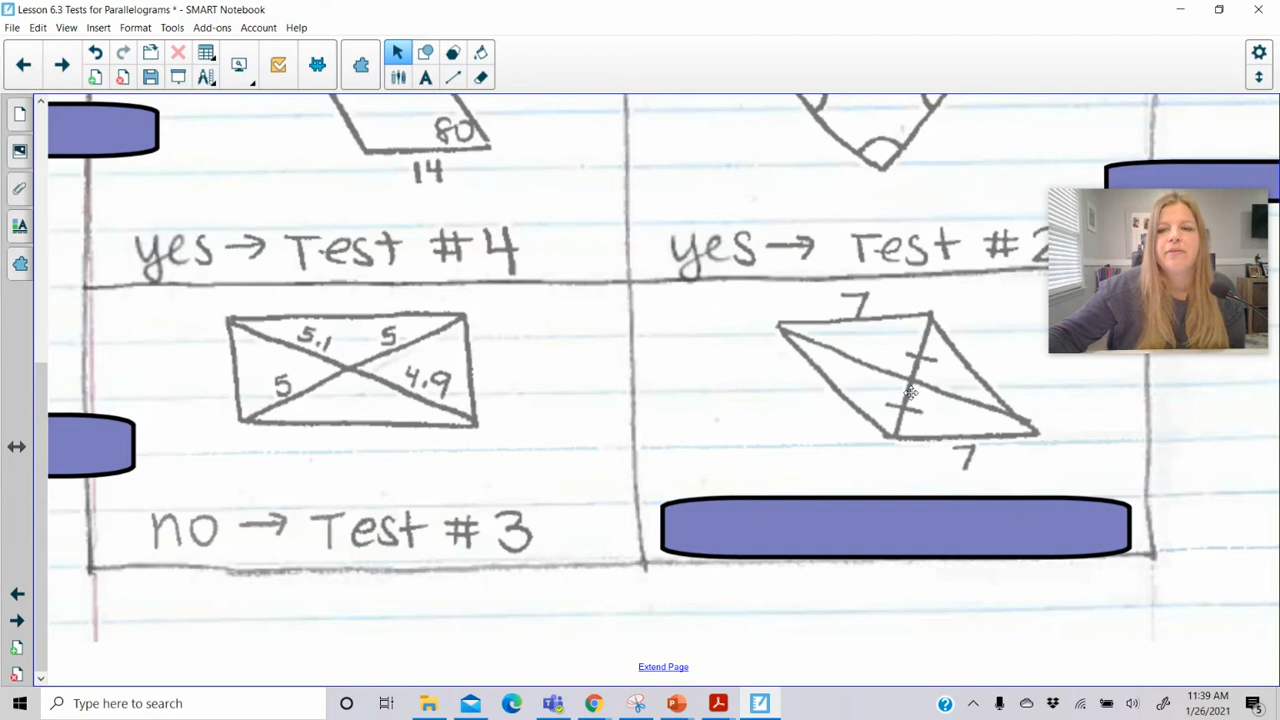 Lesson 6.3 Tests for Parallelograms * - SMART Notebook
File Edit View Insert Format Tools Add-ons Account Help
80
14
yes → Test #4
yes → Test #2
5.1 5
5 4.9
7
7
no → Test #3
Extend Page
Type here to search
11:39 AM
1/26/2021
5